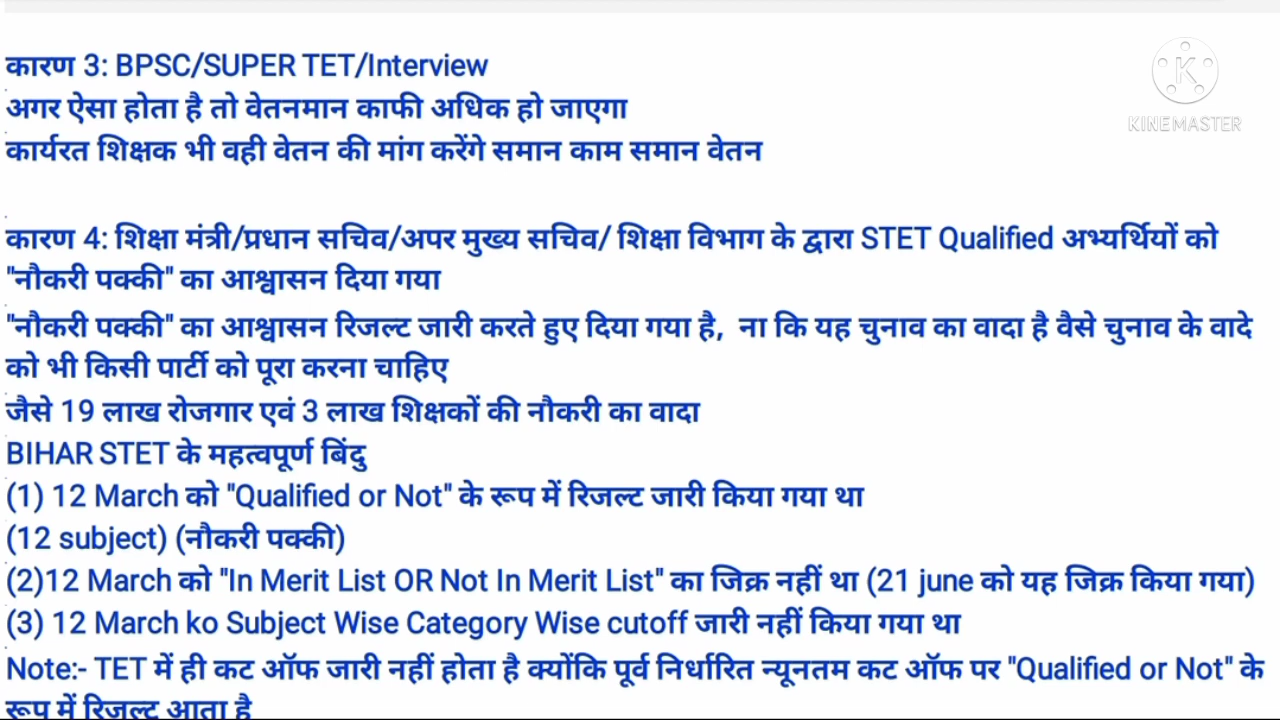 कारण 3: BPSC/SUPER TET/Interview
अगर ऐसा होता है तो वेतनमान काफी अधिक हो जाएगा
कार्यरत शिक्षक भी वही वेतन की मांग करेंगे समान काम समान वेतन
K
KINEMASTER
कारण 4: शिक्षा मंत्री/प्रधान सचिव/अपर मुख्य सचिव/ शिक्षा विभाग के द्वारा STET Qualified अभ्यर्थियों को
"नौकरी पक्की" का आश्वासन दिया गया
"नौकरी पक्की" का आश्वासन रिजल्ट जारी करते हुए दिया गया है, ना कि यह चुनाव का वादा है वैसे चुनाव के वादे
को भी किसी पार्टी को पूरा करना चाहिए
जैसे 19 लाख रोजगार एवं 3 लाख शिक्षकों की नौकरी का वादा
BIHAR STET के महत्वपूर्ण बिंदु
(1) 12 March को "Qualified or Not" के रूप में रिजल्ट जारी किया गया था
(12 subject) (नौकरी पक्की)
(2)12 March को "In Merit List OR Not In Merit List" का जिक्र नहीं था (21 june को यह जिक्र किया गया)
(3) 12 March ko Subject Wise Category Wise cutoff जारी नहीं किया गया था
Note:- TET में ही कट ऑफ जारी नहीं होता है क्योंकि पूर्व निर्धारित न्यूनतम कट ऑफ पर "Qualified or Not" के
रूप में रिजल्ट आता है